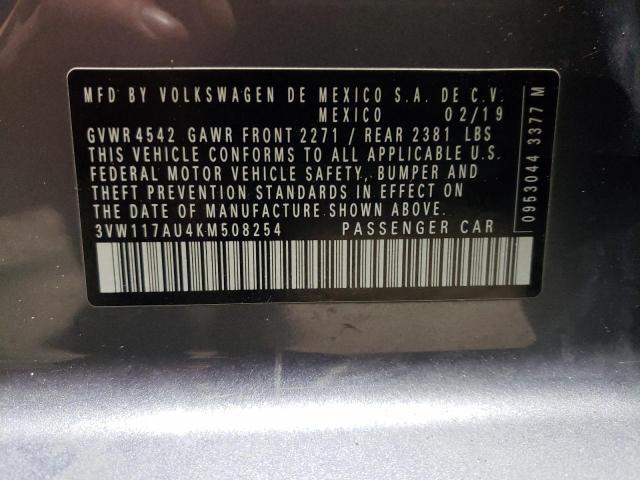 MFD BY VOLKSWAGEN DE MEXICO S.A. DE C.V.
MEXICO 02/19
GVWR 4542 GAWR FRONT 2271 / REAR 2381 LBS
THIS VEHICLE CONFORMS TO ALL APPLICABLE U.S.
FEDERAL MOTOR VEHICLE SAFETY, BUMPER AND
THEFT PREVENTION STANDARDS IN EFFECT ON
THE DATE OF MANUFACTURE SHOWN ABOVE.
3VW117AU4KM508254 PASSENGER CAR
0953044 3377 M